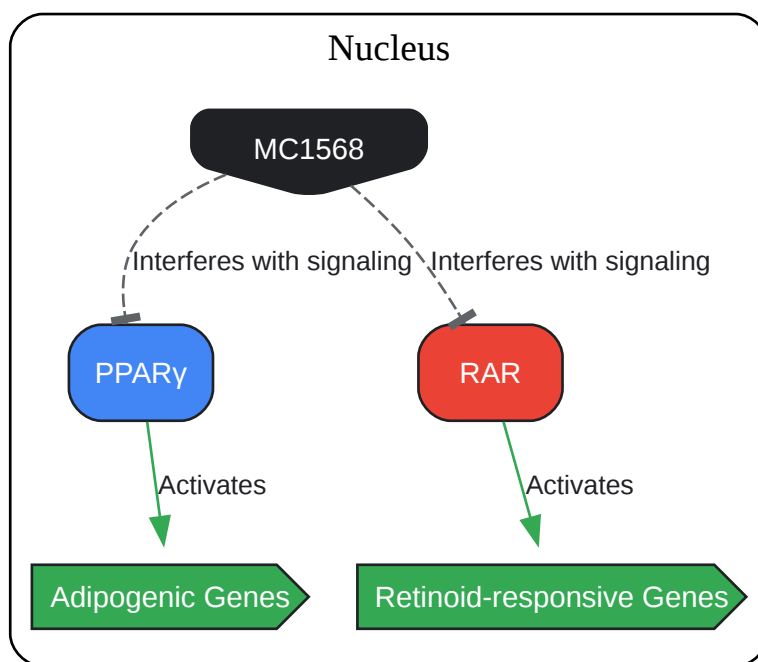 Nucleus
MC1568
Interferes with signaling
Interferes with signaling
PPARγ
RAR
Activates
Activates
Adipogenic Genes
Retinoid-responsive Genes